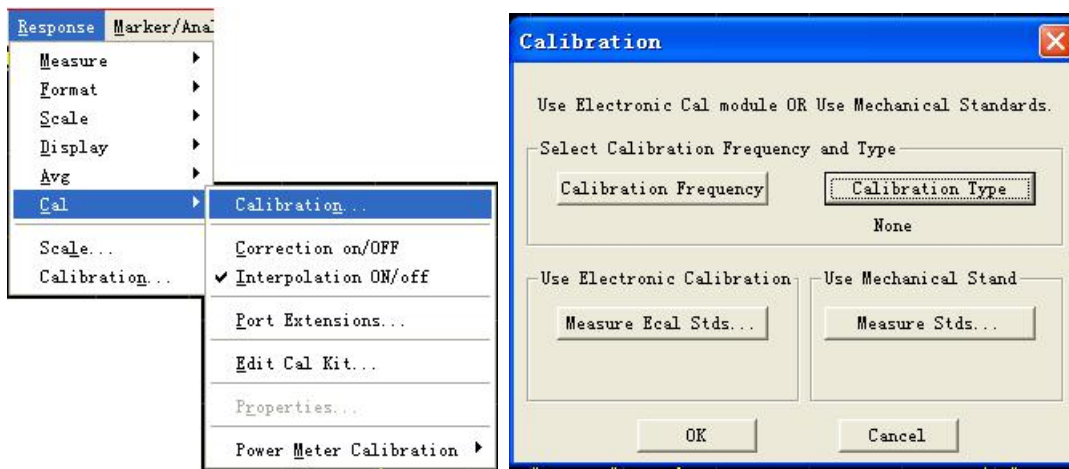 Response Marker/Ana
Measure
Format
Scale
Display
Avg
Cal
Scale...
Calibration...
Calibration...
Correction on/OFF
Interpolation ON/off
Port Extensions...
Edit Cal Kit...
Properties...
Power Meter Calibration
Calibration
Use Electronic Cal module OR Use Mechanical Standards.
Select Calibration Frequency and Type
Calibration Frequency Calibration Type
None
Use Electronic Calibration Use Mechanical Stand
Measure Ecal Stds... Measure Stds...
OK Cancel